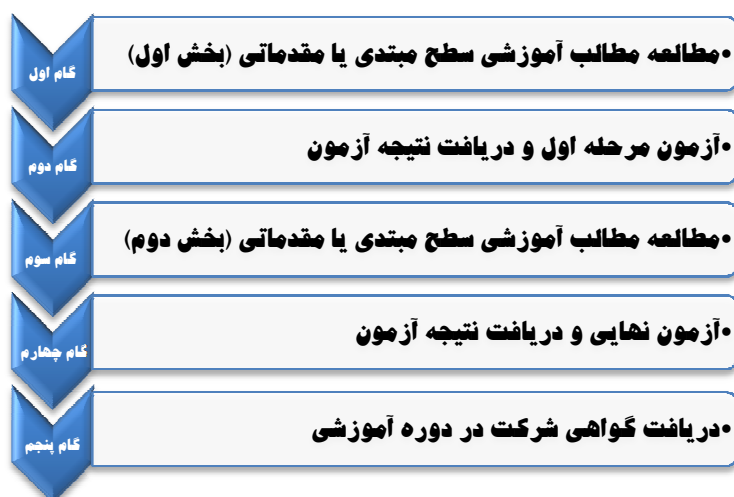 گام اول
•مطالعه مطالب آموزشی سطح مبتدی یا مقدماتی (بخش اول)
گام دوم
•آزمون مرحله اول و دریافت نتیجه آزمون
گام سوم
•مطالعه مطالب آموزشی سطح مبتدی یا مقدماتی (بخش دوم)
گام چهارم
•آزمون نهایی و دریافت نتیجه آزمون
گام پنجم
•دریافت گواهی شرکت در دوره آموزشی